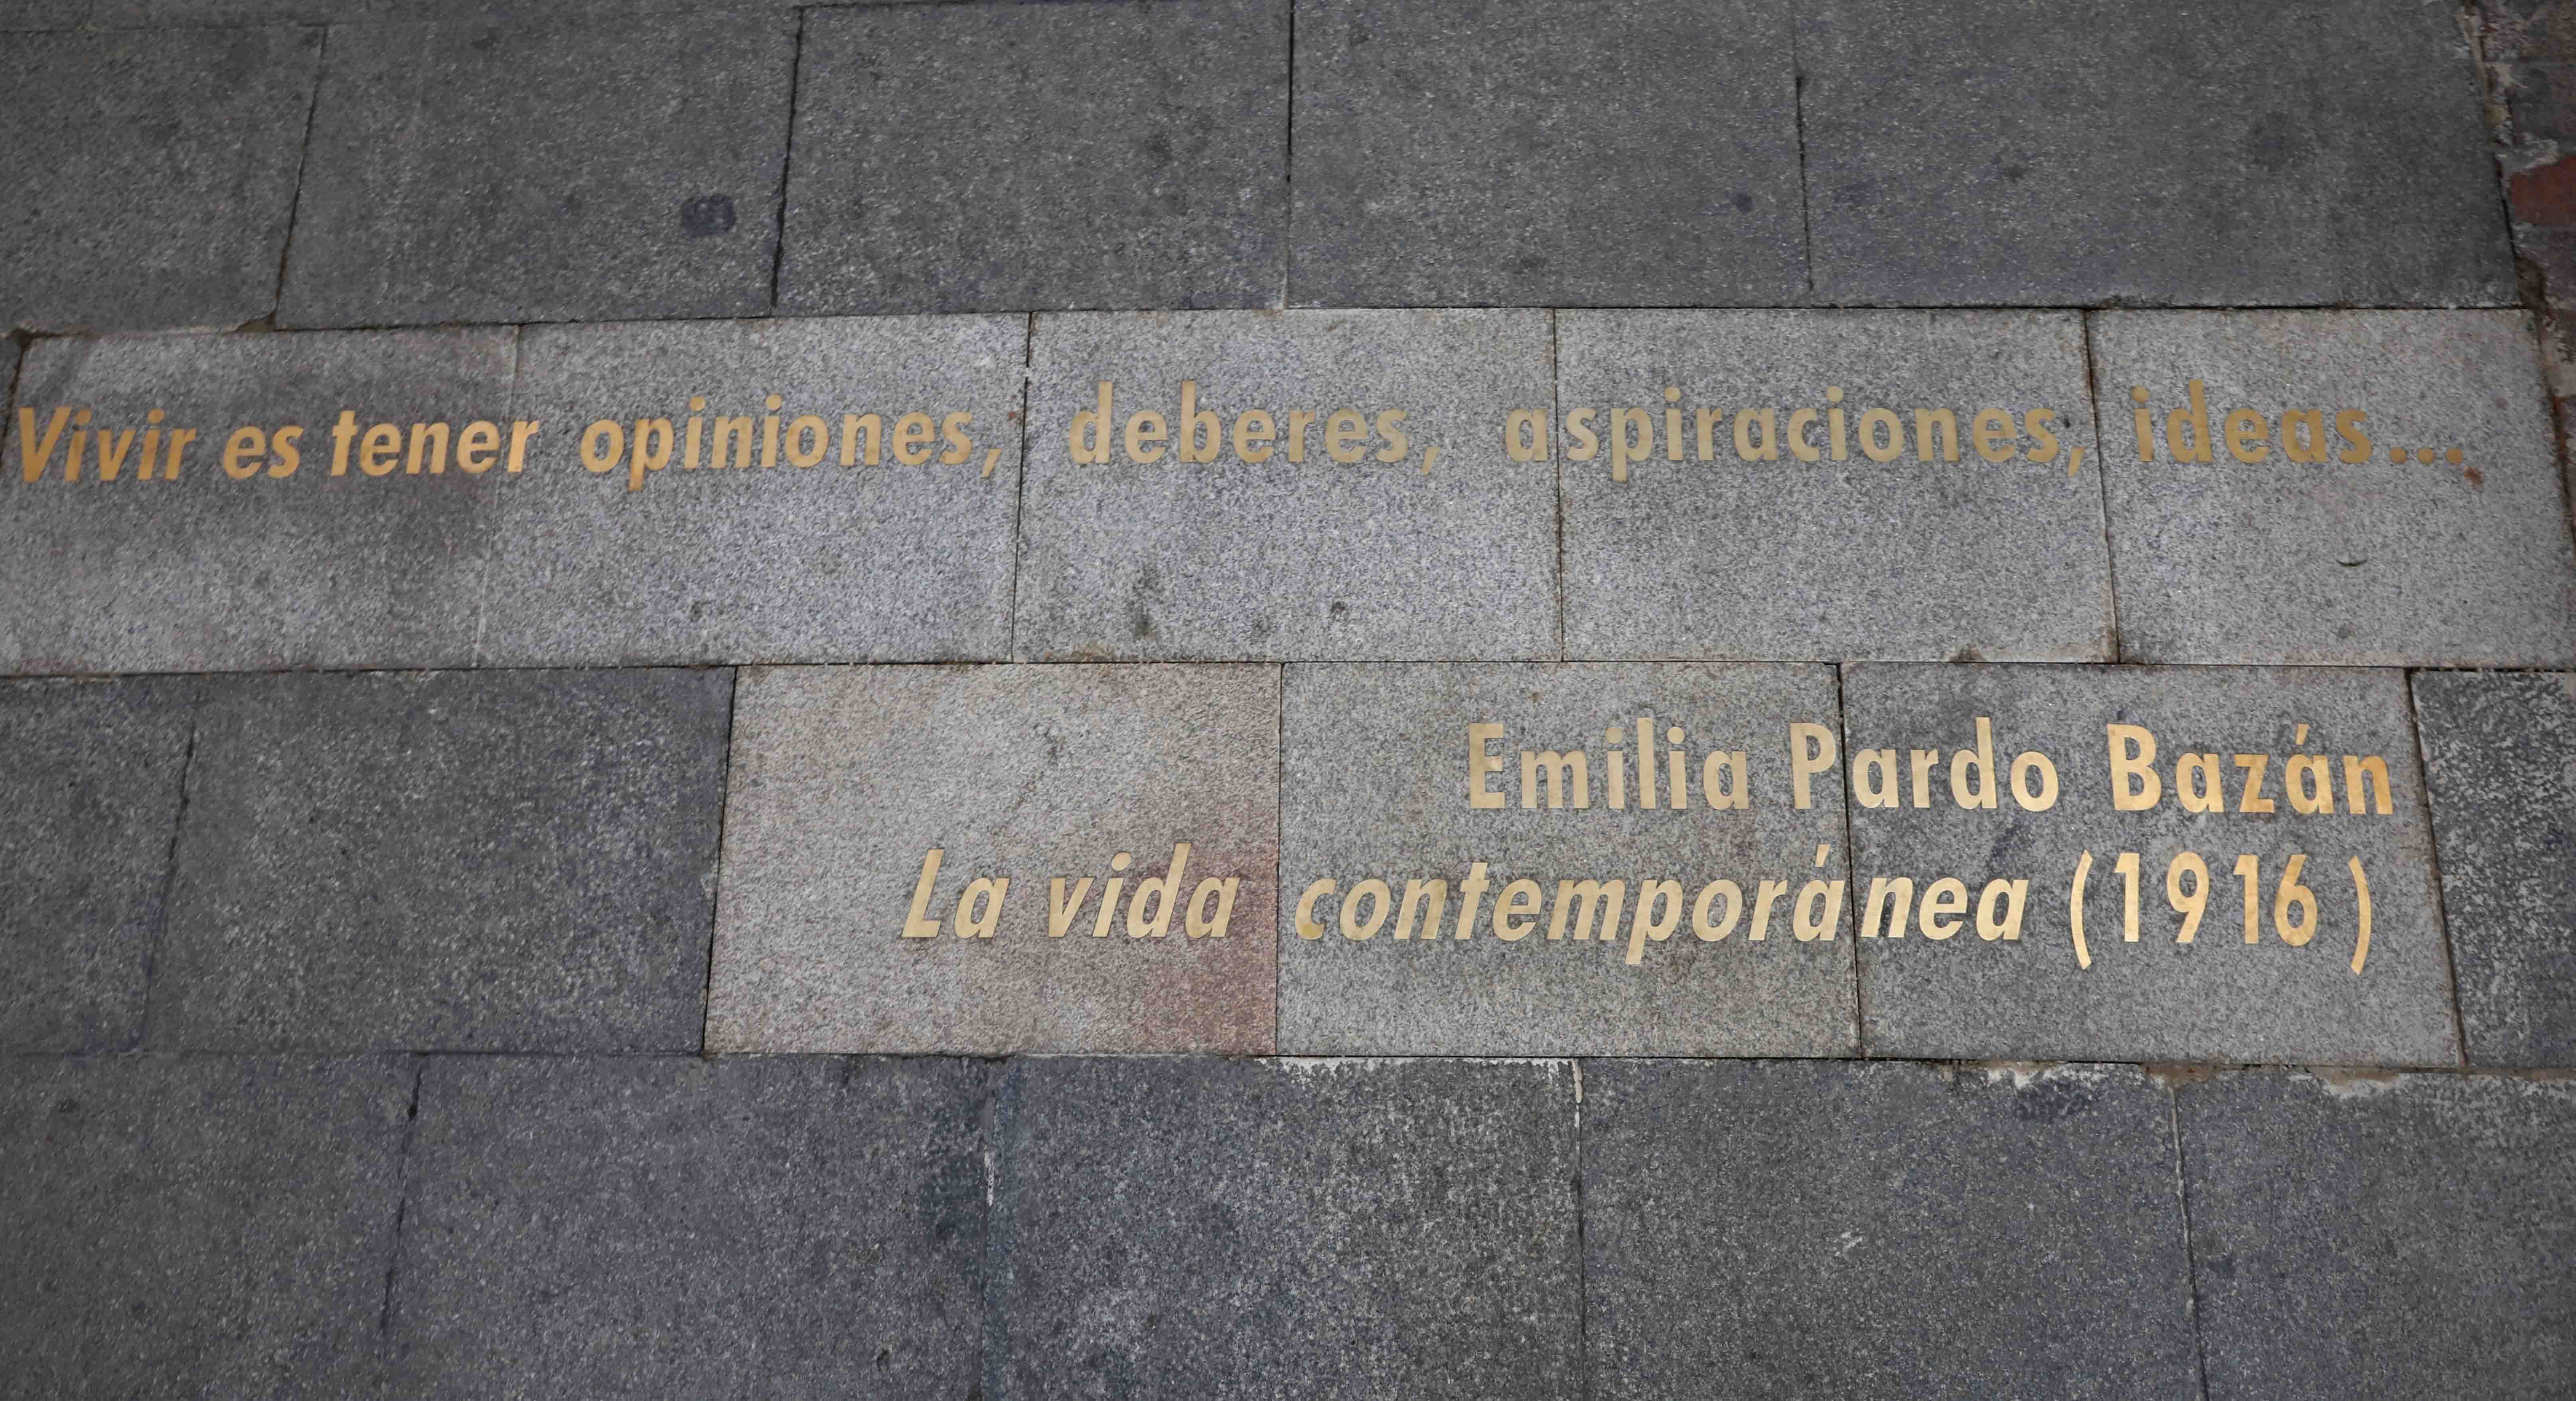 Vivir es tener opiniones, deberes, aspiraciones, ideas...
Emilia Pardo Bazán
La vida contemporánea (1916)